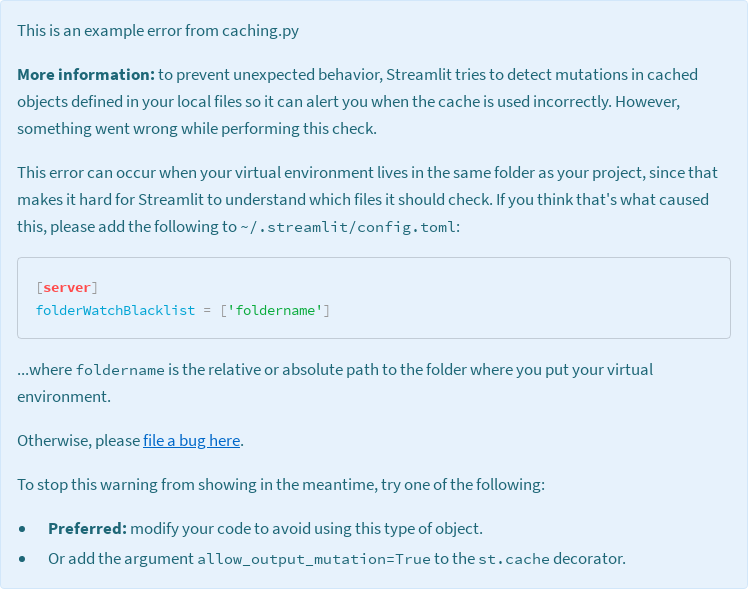 This is an example error from caching.py
More information: to prevent unexpected behavior, Streamlit tries to detect mutations in cached
objects defined in your local files so it can alert you when the cache is used incorrectly. However,
something went wrong while performing this check.
This error can occur when your virtual environment lives in the same folder as your project, since that
makes it hard for Streamlit to understand which files it should check. If you think that's what caused
this, please add the following to ~/.streamlit/config.toml:
[server]
folderWatchBlacklist = ['foldername']
...where foldername is the relative or absolute path to the folder where you put your virtual
environment.
Otherwise, please file a bug here.
To stop this warning from showing in the meantime, try one of the following:
• Preferred: modify your code to avoid using this type of object.
• Or add the argument allow_output_mutation=True to the st.cache decorator.